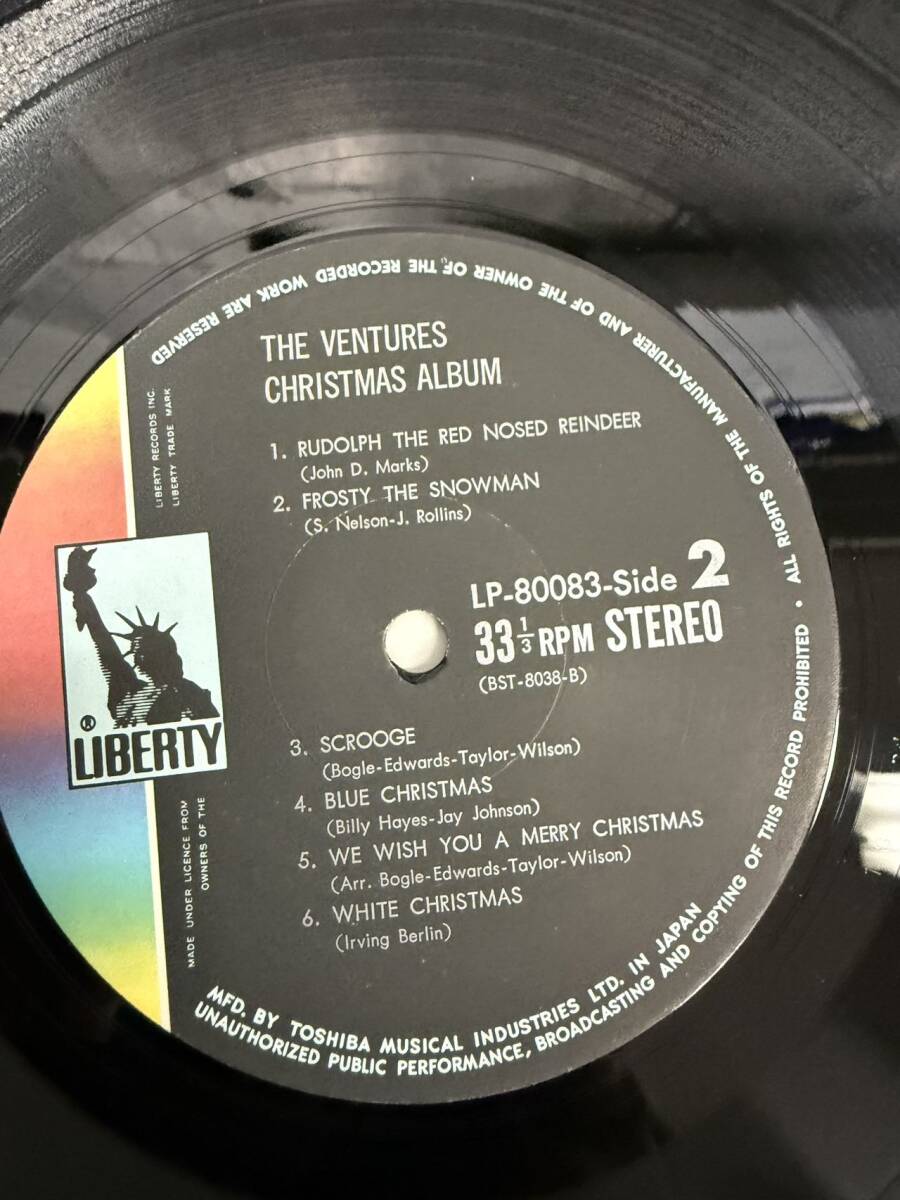 THE VENTURES
CHRISTMAS ALBUM
1. RUDOLPH THE RED NOSED REINDEER
(John D. Marks)
2. FROSTY THE SNOWMAN
(S. Nelson-J. Rollins)
LP-80083-Side 2
33 1/3 RPM STEREO
(BST-8038-B)
3. SCROOGE
(Bogle-Edwards-Taylor-Wilson)
4. BLUE CHRISTMAS
(Billy Hayes-Jay Johnson)
5. WE WISH YOU A MERRY CHRISTMAS
(Arr. Bogle-Edwards-Taylor-Wilson)
6. WHITE CHRISTMAS
(Irving Berlin)
LIBERTY RECORDS INC.
LIBERTY TRADE MARK
®
LIBERTY
MADE UNDER LICENCE FROM
OWNERS OF THE
MFD. BY TOSHIBA MUSICAL INDUSTRIES LTD. IN JAPAN
UNAUTHORIZED PUBLIC PERFORMANCE, BROADCASTING AND COPYING OF THIS RECORD PROHIBITED • ALL RIGHTS OF THE MANUFACTURER AND OF THE OWNER OF THE RECORDED WORK ARE RESERVED